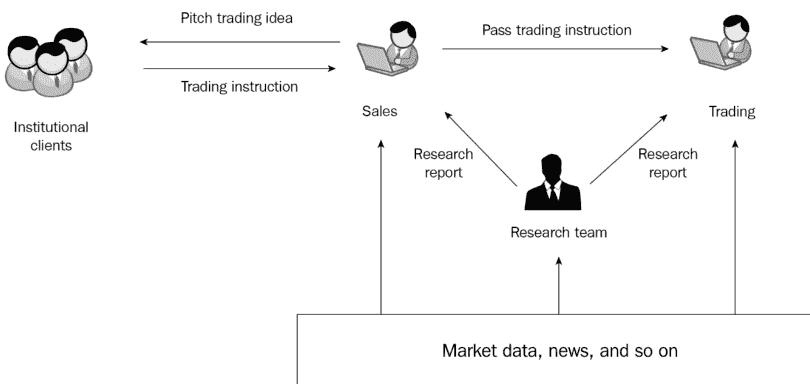 Pitch trading idea
Pass trading instruction
Trading instruction
Institutional
clients
Sales
Trading
Research
report
Research
report
Research team
Market data, news, and so on